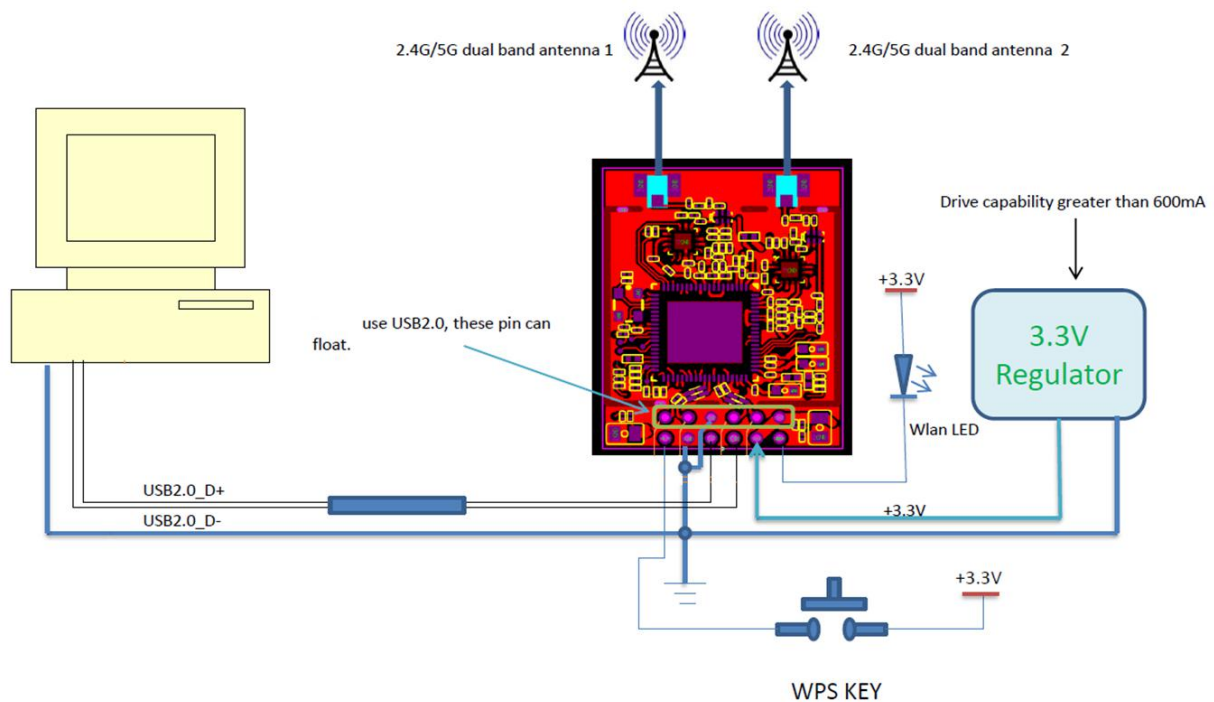 2.4G/5G dual band antenna 1
2.4G/5G dual band antenna 2
Drive capability greater than 600mA
+3.3V
use USB2.0, these pin can
float.
3.3V
Regulator
Wlan LED
USB2.0_D+
+3.3V
USB2.0_D-
+3.3V
WPS KEY